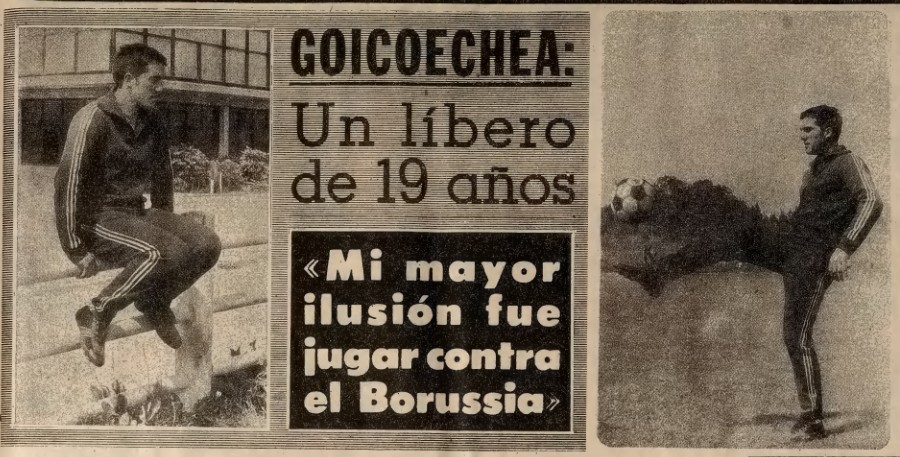 GOICOECHEA:
Un líbero
de 19 años
«Mi mayor
ilusión fue
jugar contra
el Borussia»